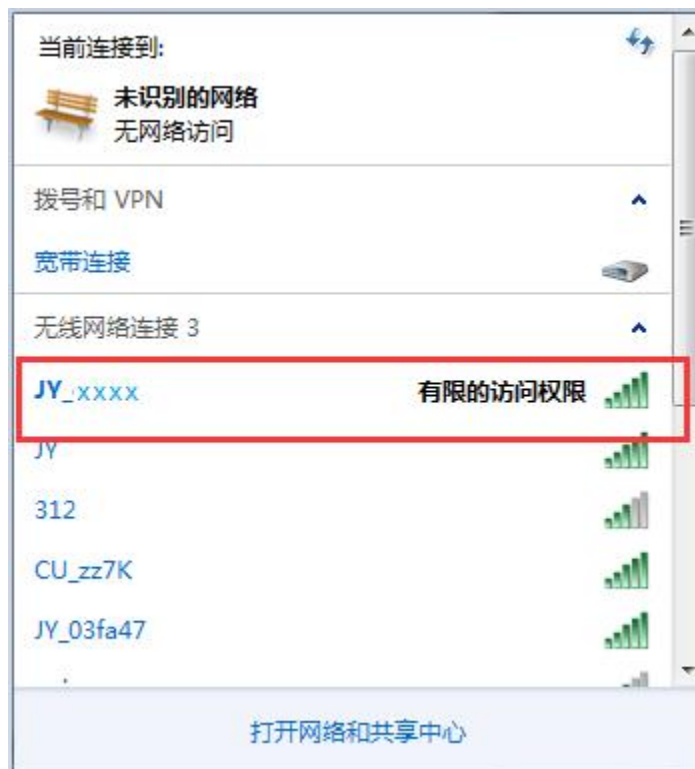 当前连接到:
未识别的网络
无网络访问
拨号和 VPN
宽带连接
无线网络连接 3
JY_xxxx 有限的访问权限
JY
312
CU_zz7K
JY_03fa47
打开网络和共享中心